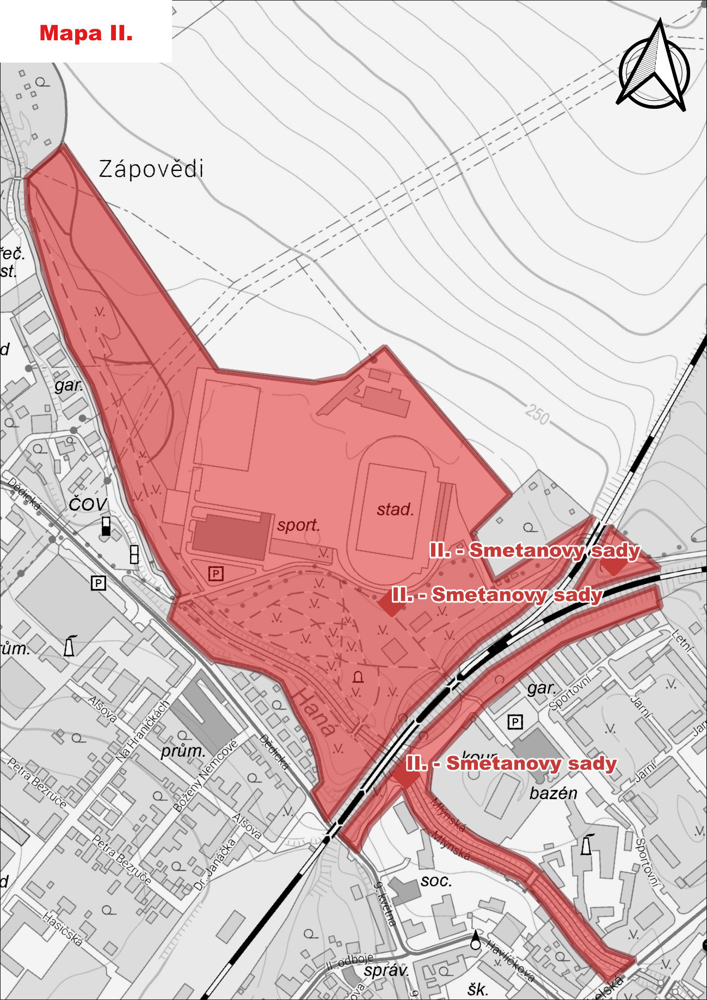 Mapa II.
Zápovědi
řeč.
st.
gar.
250
Dědická
ČOV
sport.
stad.
P
P
II. - Smetanovy sady
II. - Smetanovy sady
Letní
gar.
Sportovní
P
Jarní
Haná
Alšova
Na Hraničkách
prům.
Dědická
Petra Bezruče
Boženy Němcové
II. - Smetanovy sady
Jarní
bazén
Mlýnská
Mlýnská
Alšova
Petra Bezruče
Dr. Janáčka
Sportovní
soc.
9. května
Hasičská
Havlíčkova
II. odboje
správ.
šk.